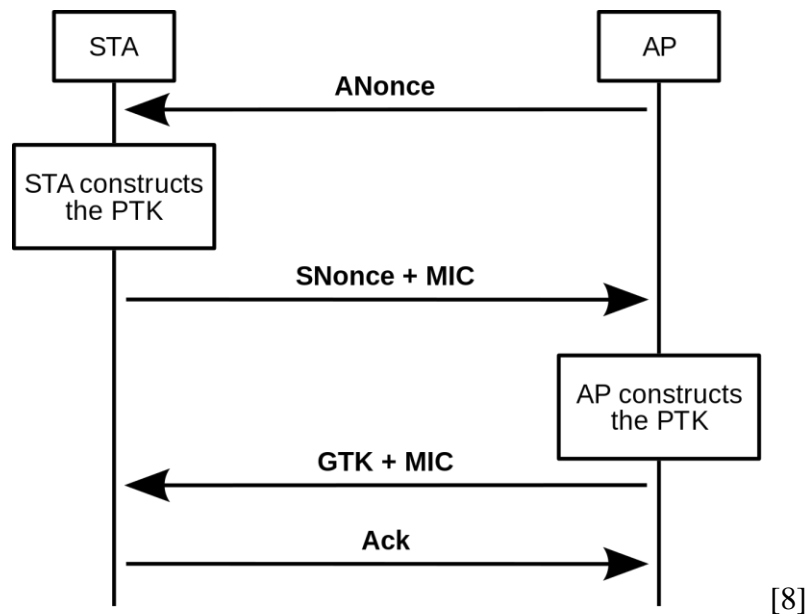 STA
AP
ANonce
STA constructs
the PTK
SNonce + MIC
AP constructs
the PTK
GTK + MIC
Ack
[8]